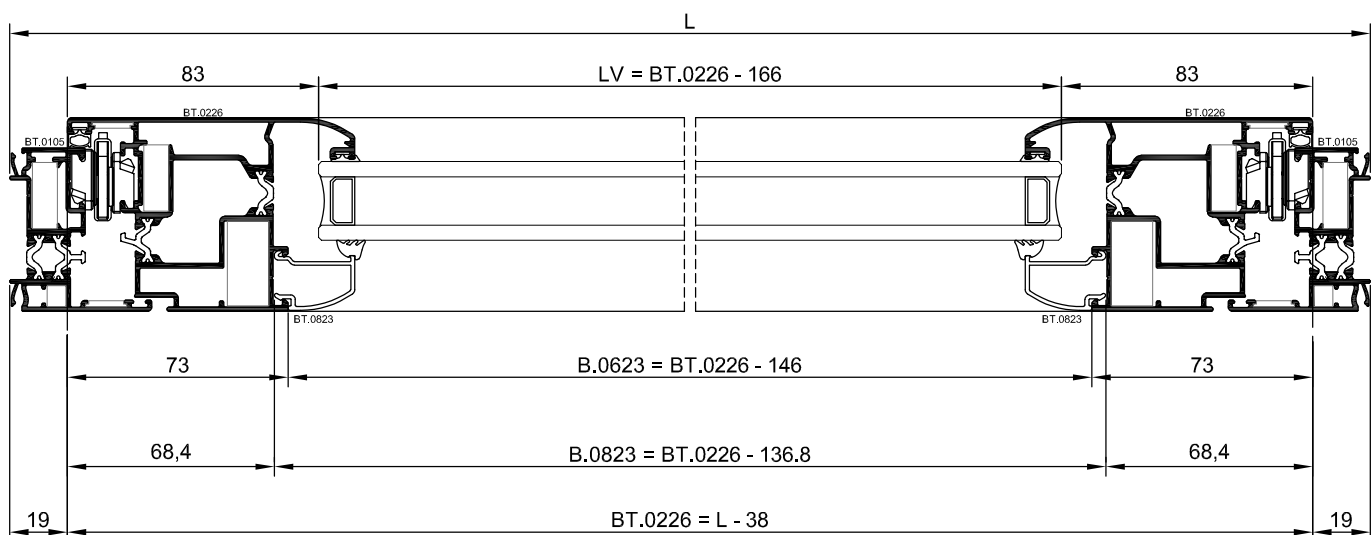 L
83 LV = BT.0226 - 166 83
BT.0226 BT.0226
BT.0105 BT.0105
BT.0823 BT.0823
73 B.0623 = BT.0226 - 146 73
68,4 B.0823 = BT.0226 - 136.8 68,4
19 BT.0226 = L - 38 19